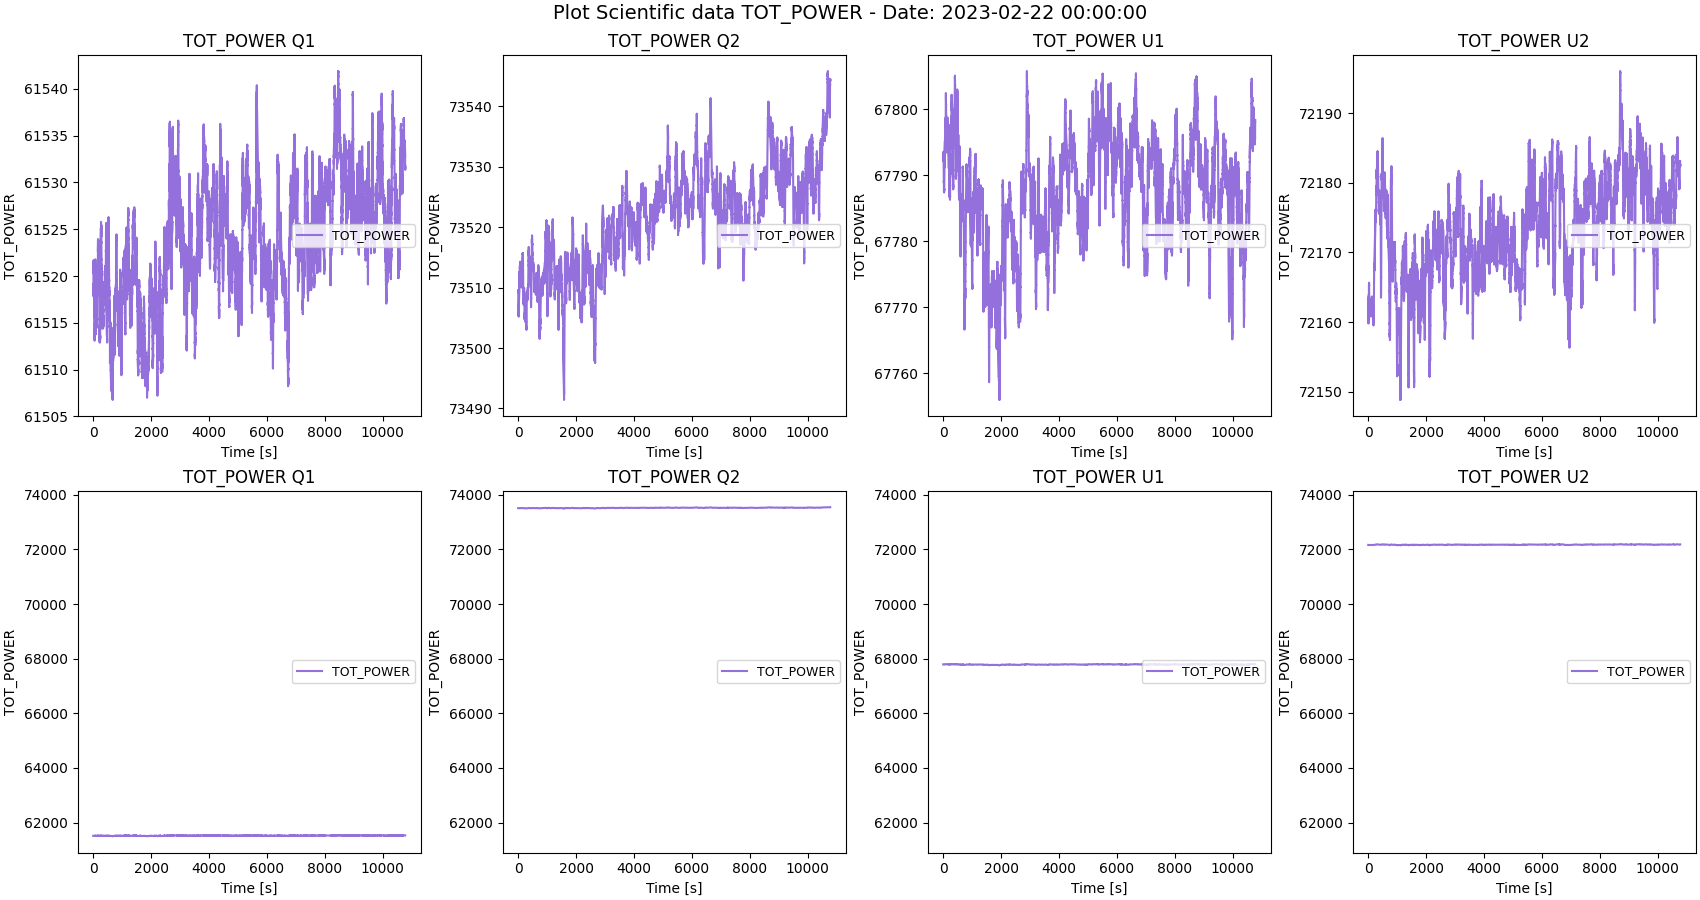 Plot Scientific data TOT_POWER - Date: 2023-02-22 00:00:00
TOT_POWER Q1
TOT_POWER
61540
61535
61530
61525
61520
61515
61510
61505
TOT_POWER
0 2000 4000 6000 8000 10000
Time [s]
TOT_POWER Q2
TOT_POWER
73540
73530
73520
73510
73500
73490
TOT_POWER
0 2000 4000 6000 8000 10000
Time [s]
TOT_POWER U1
TOT_POWER
67800
67790
67780
67770
67760
TOT_POWER
0 2000 4000 6000 8000 10000
Time [s]
TOT_POWER U2
TOT_POWER
72190
72180
72170
72160
72150
TOT_POWER
0 2000 4000 6000 8000 10000
Time [s]
TOT_POWER Q1
TOT_POWER
74000
72000
70000
68000
66000
64000
62000
TOT_POWER
0 2000 4000 6000 8000 10000
Time [s]
TOT_POWER Q2
TOT_POWER
74000
72000
70000
68000
66000
64000
62000
TOT_POWER
0 2000 4000 6000 8000 10000
Time [s]
TOT_POWER U1
TOT_POWER
74000
72000
70000
68000
66000
64000
62000
TOT_POWER
0 2000 4000 6000 8000 10000
Time [s]
TOT_POWER U2
TOT_POWER
74000
72000
70000
68000
66000
64000
62000
TOT_POWER
0 2000 4000 6000 8000 10000
Time [s]